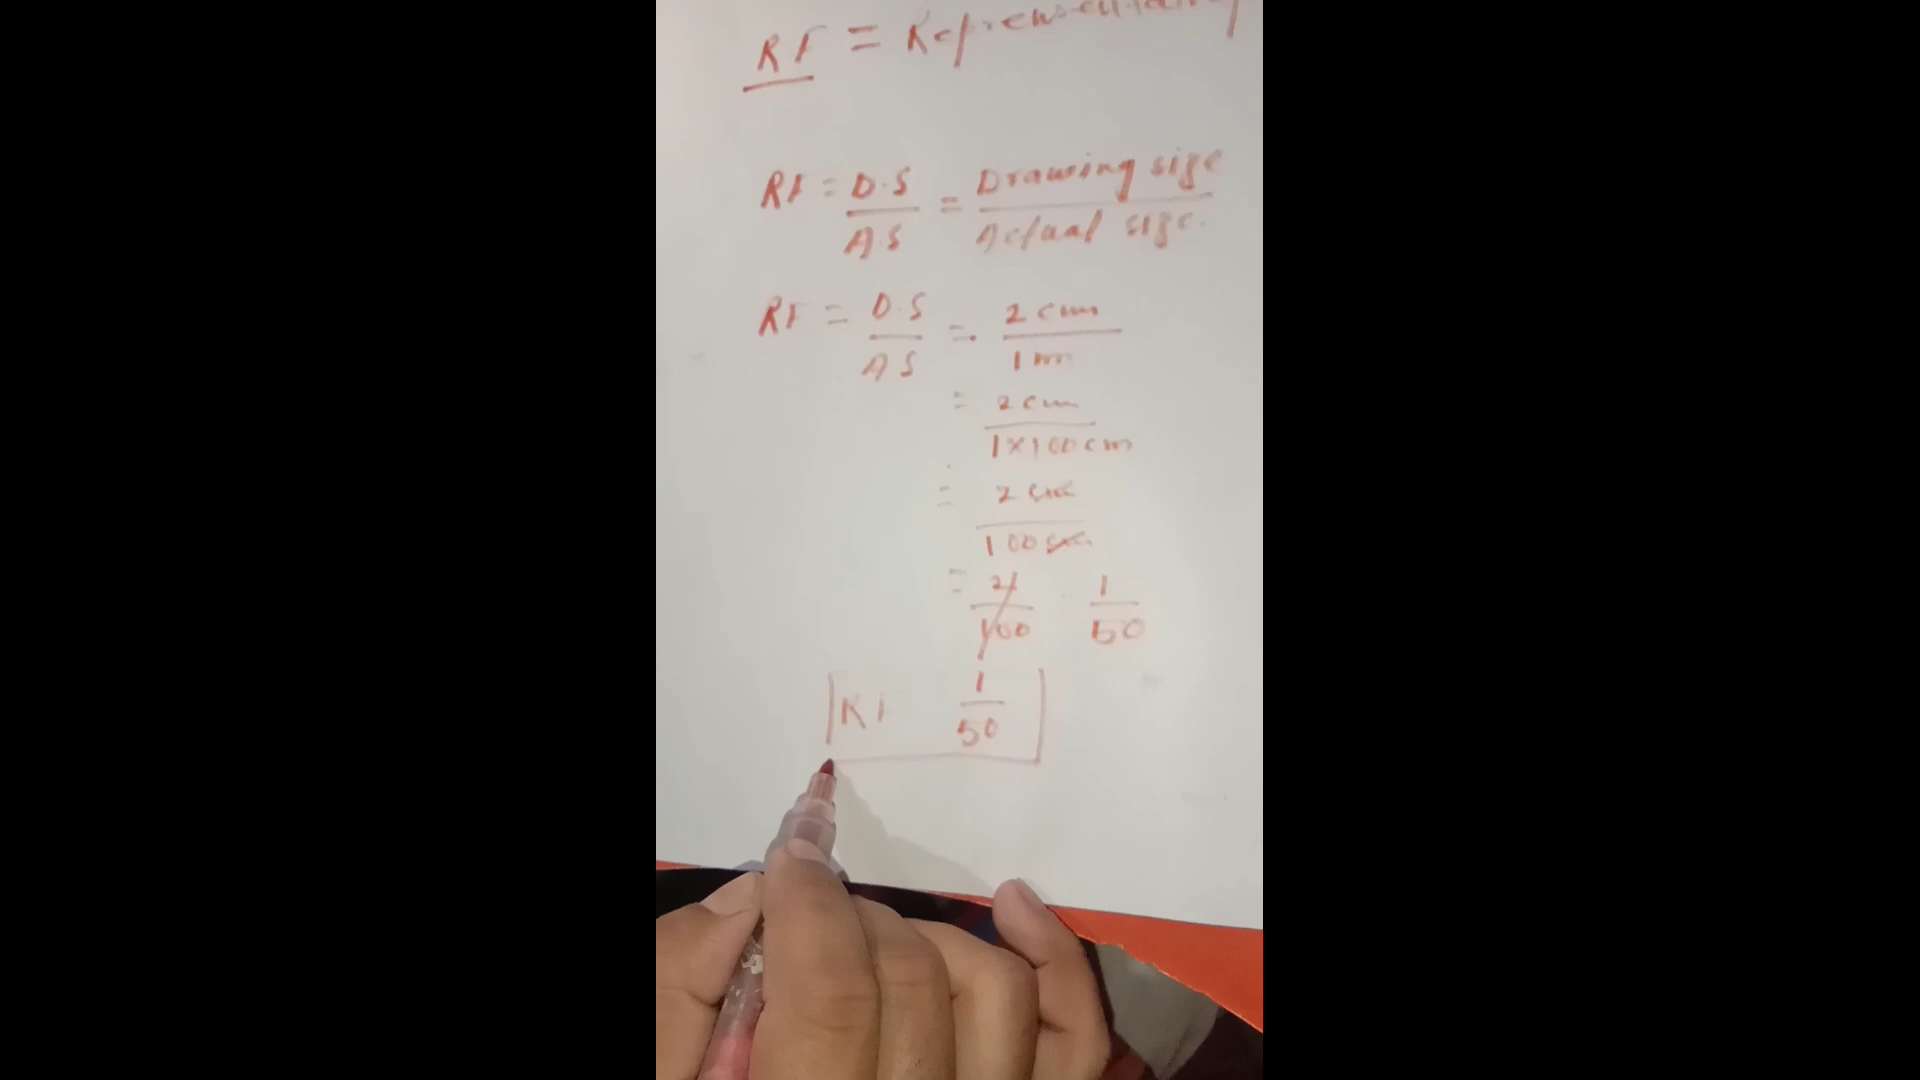 RF =
RF = D.S / A.S = Drawing size / Actual size.
RF = D.S / A S = 2 cm / 1 m
= 2 cm / 1 x 100 cm
= 2 cm / 100 cm
= 2 / 100 1 / 50
RF 1 / 50